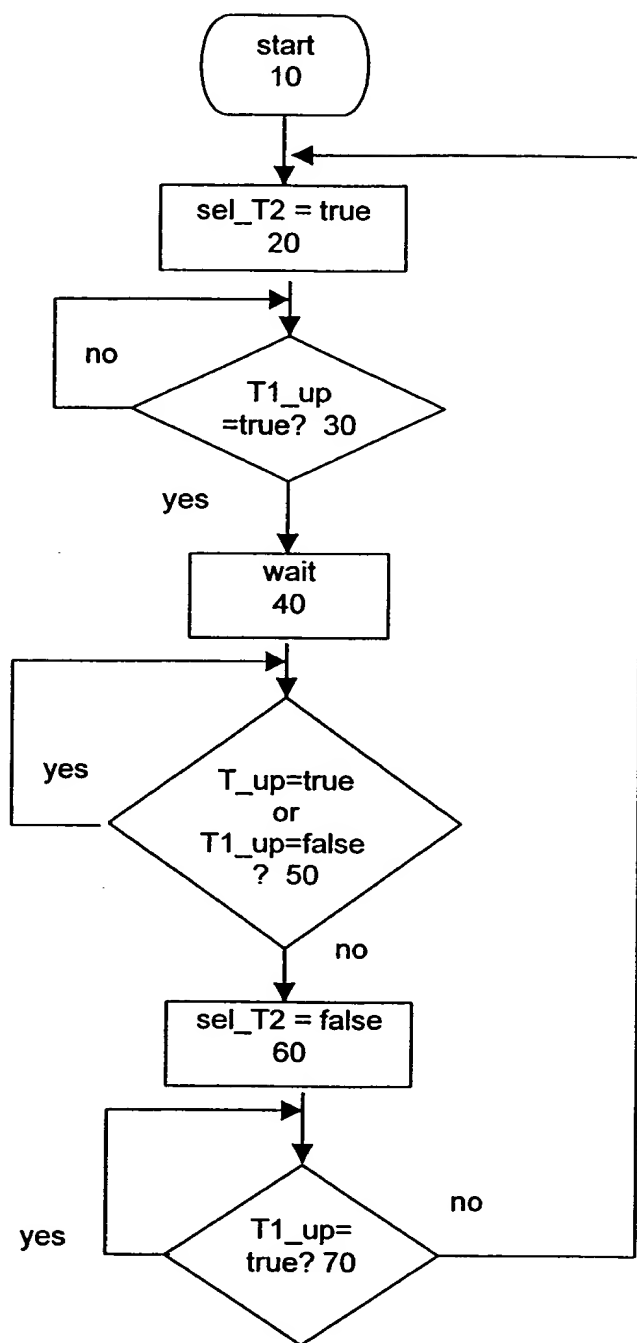 start
10
sel_T2 = true
20
no
T1_up
=true? 30
yes
wait
40
yes
T_up=true
or
T1_up=false
? 50
no
sel_T2 = false
60
no
yes
T1_up=
true? 70